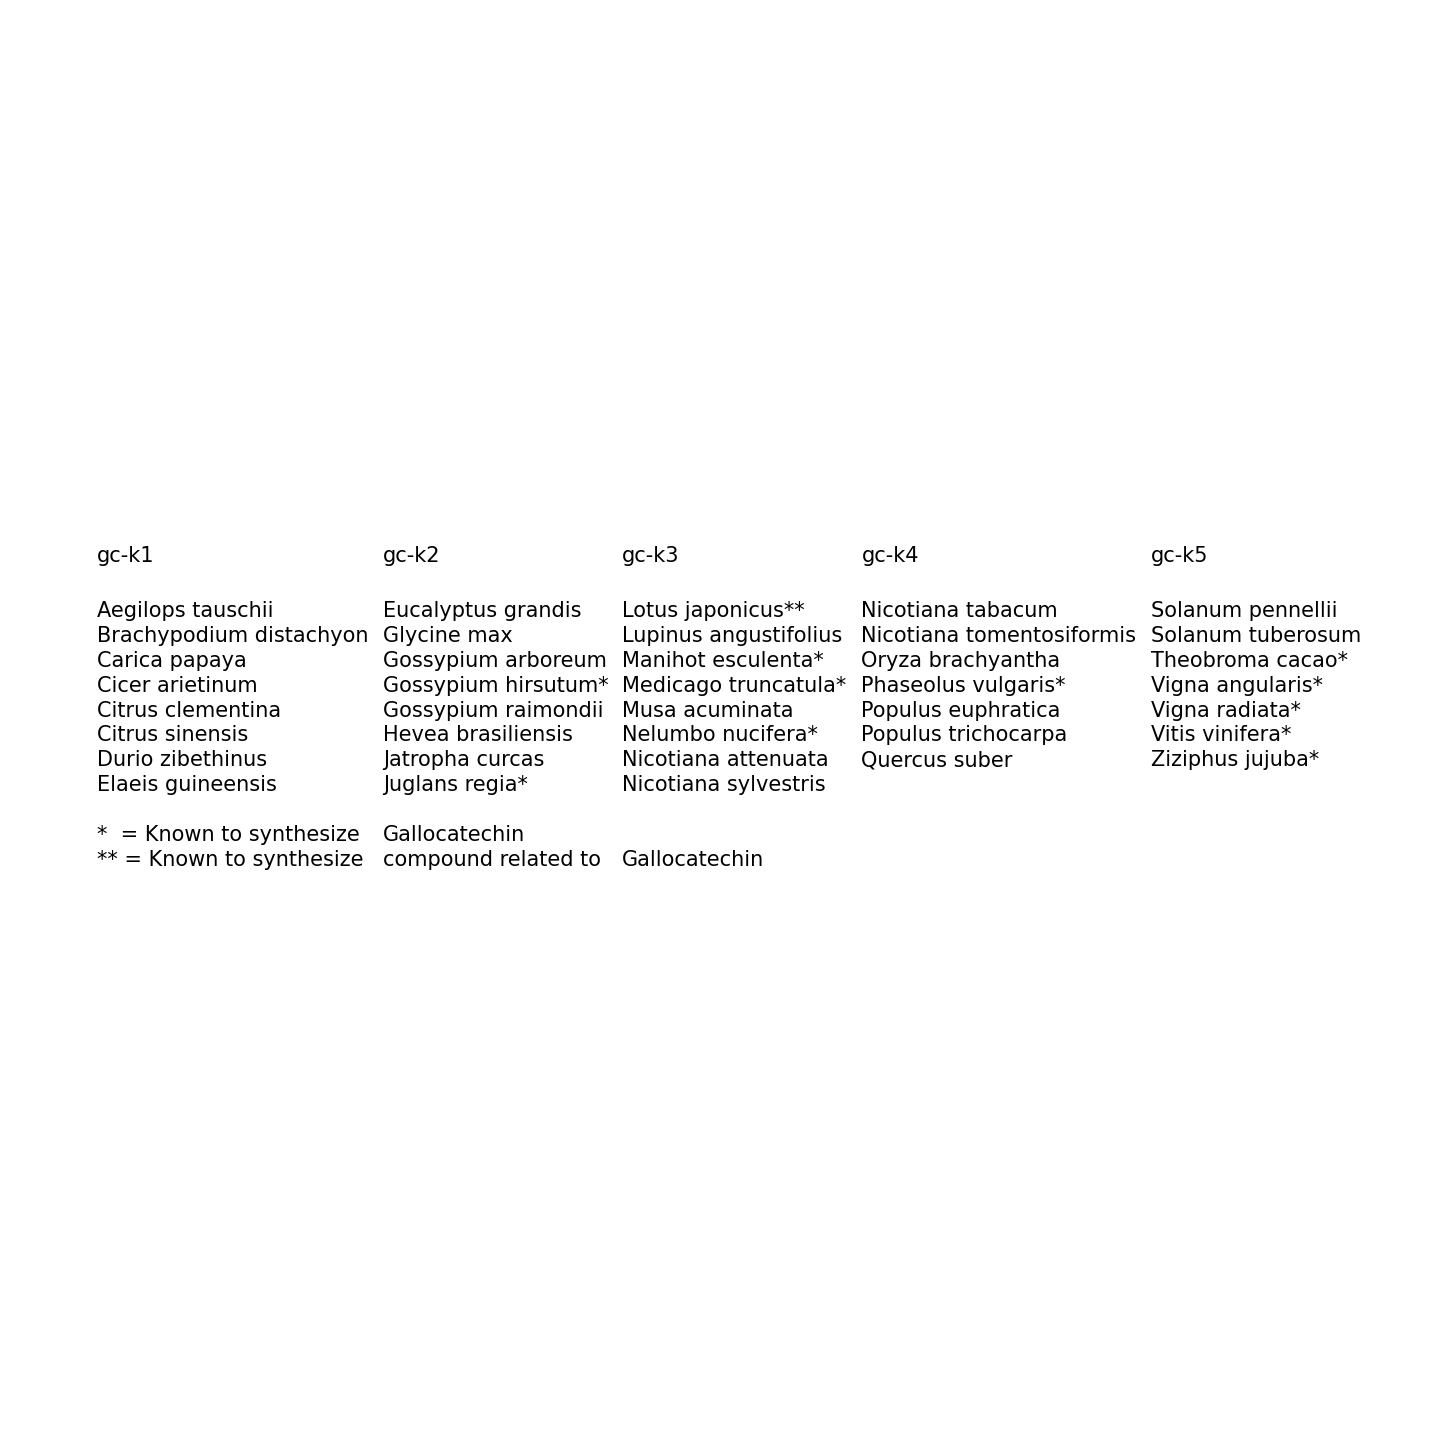 gc-k1 gc-k2 gc-k3 gc-k4 gc-k5
Aegilops tauschii Eucalyptus grandis Lotus japonicus** Nicotiana tabacum Solanum pennellii
Brachypodium distachyon Glycine max Lupinus angustifolius Nicotiana tomentosiformis Solanum tuberosum
Carica papaya Gossypium arboreum Manihot esculenta* Oryza brachyantha Theobroma cacao*
Cicer arietinum Gossypium hirsutum* Medicago truncatula* Phaseolus vulgaris* Vigna angularis*
Citrus clementina Gossypium raimondii Musa acuminata Populus euphratica Vigna radiata*
Citrus sinensis Hevea brasiliensis Nelumbo nucifera* Populus trichocarpa Vitis vinifera*
Durio zibethinus Jatropha curcas Nicotiana attenuata Quercus suber Ziziphus jujuba*
Elaeis guineensis Juglans regia* Nicotiana sylvestris
* = Known to synthesize Gallocatechin
** = Known to synthesize compound related to Gallocatechin